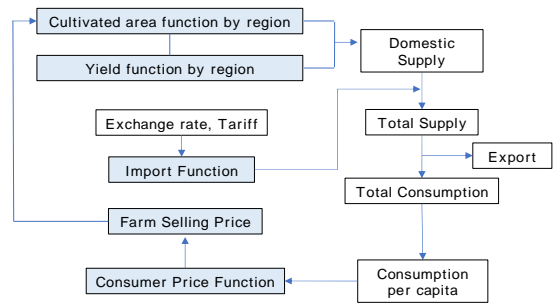 Cultivated area function by region
Domestic
Supply
Yield function by region
Exchange rate, Tariff
Total Supply
Import Function
Export
Total Consumption
Farm Selling Price
Consumer Price Function
Consumption
per capita